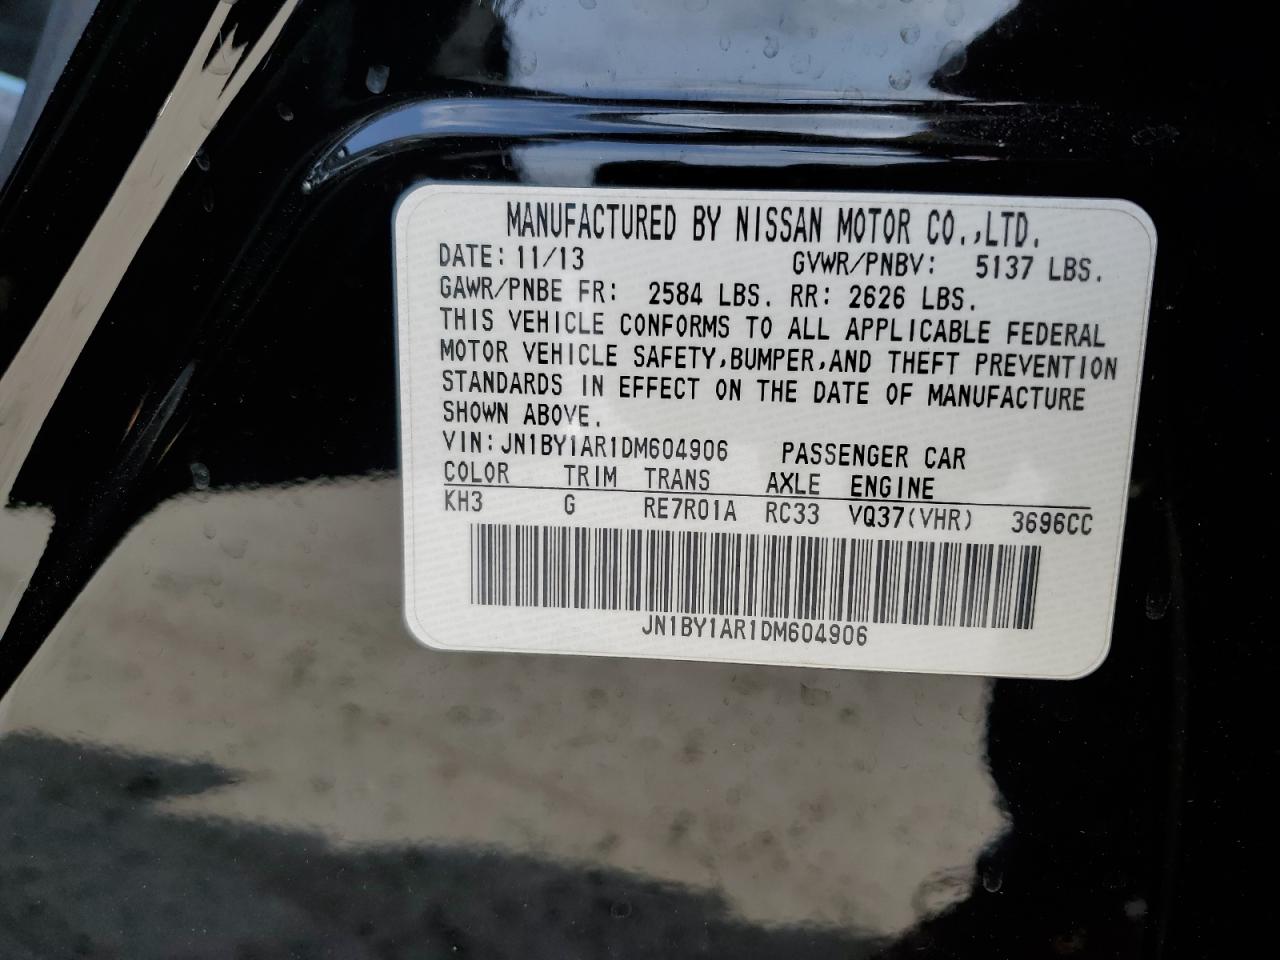 MANUFACTURED BY NISSAN MOTOR CO.,LTD.
DATE: 11/13 GVWR/PNBV: 5137 LBS.
GAWR/PNBE FR: 2584 LBS. RR: 2626 LBS.
THIS VEHICLE CONFORMS TO ALL APPLICABLE FEDERAL
MOTOR VEHICLE SAFETY,BUMPER,AND THEFT PREVENTION
STANDARDS IN EFFECT ON THE DATE OF MANUFACTURE
SHOWN ABOVE.
VIN:JN1BY1AR1DM604906 PASSENGER CAR
COLOR TRIM TRANS AXLE ENGINE
KH3 G RE7R01A RC33 VQ37(VHR) 3696CC
JN1BY1AR1DM604906